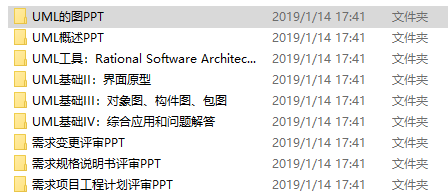 UML的图PPT 2019/1/14 17:41 文件夹
UML概述PPT 2019/1/14 17:41 文件夹
UML工具：Rational Software Architec... 2019/1/14 17:41 文件夹
UML基础II：界面原型 2019/1/14 17:41 文件夹
UML基础III：对象图、构件图、包图 2019/1/14 17:41 文件夹
UML基础IV：综合应用和问题解答 2019/1/14 17:41 文件夹
需求变更评审PPT 2019/1/14 17:41 文件夹
需求规格说明书评审PPT 2019/1/14 17:41 文件夹
需求项目工程计划评审PPT 2019/1/14 17:41 文件夹